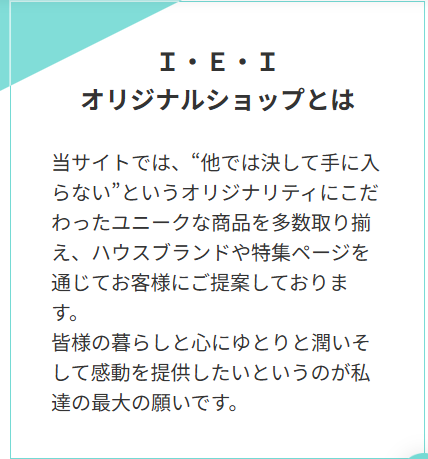 I・E・I
オリジナルショップとは
当サイトでは、“他では決して手に入
らない”というオリジナリティにこだ
わったユニークな商品を多数取り揃
え、ハウスブランドや特集ページを
通じてお客様にご提案しておりま
す。
皆様の暮らしと心にゆとりと潤いそ
して感動を提供したいというのが私
達の最大の願いです。